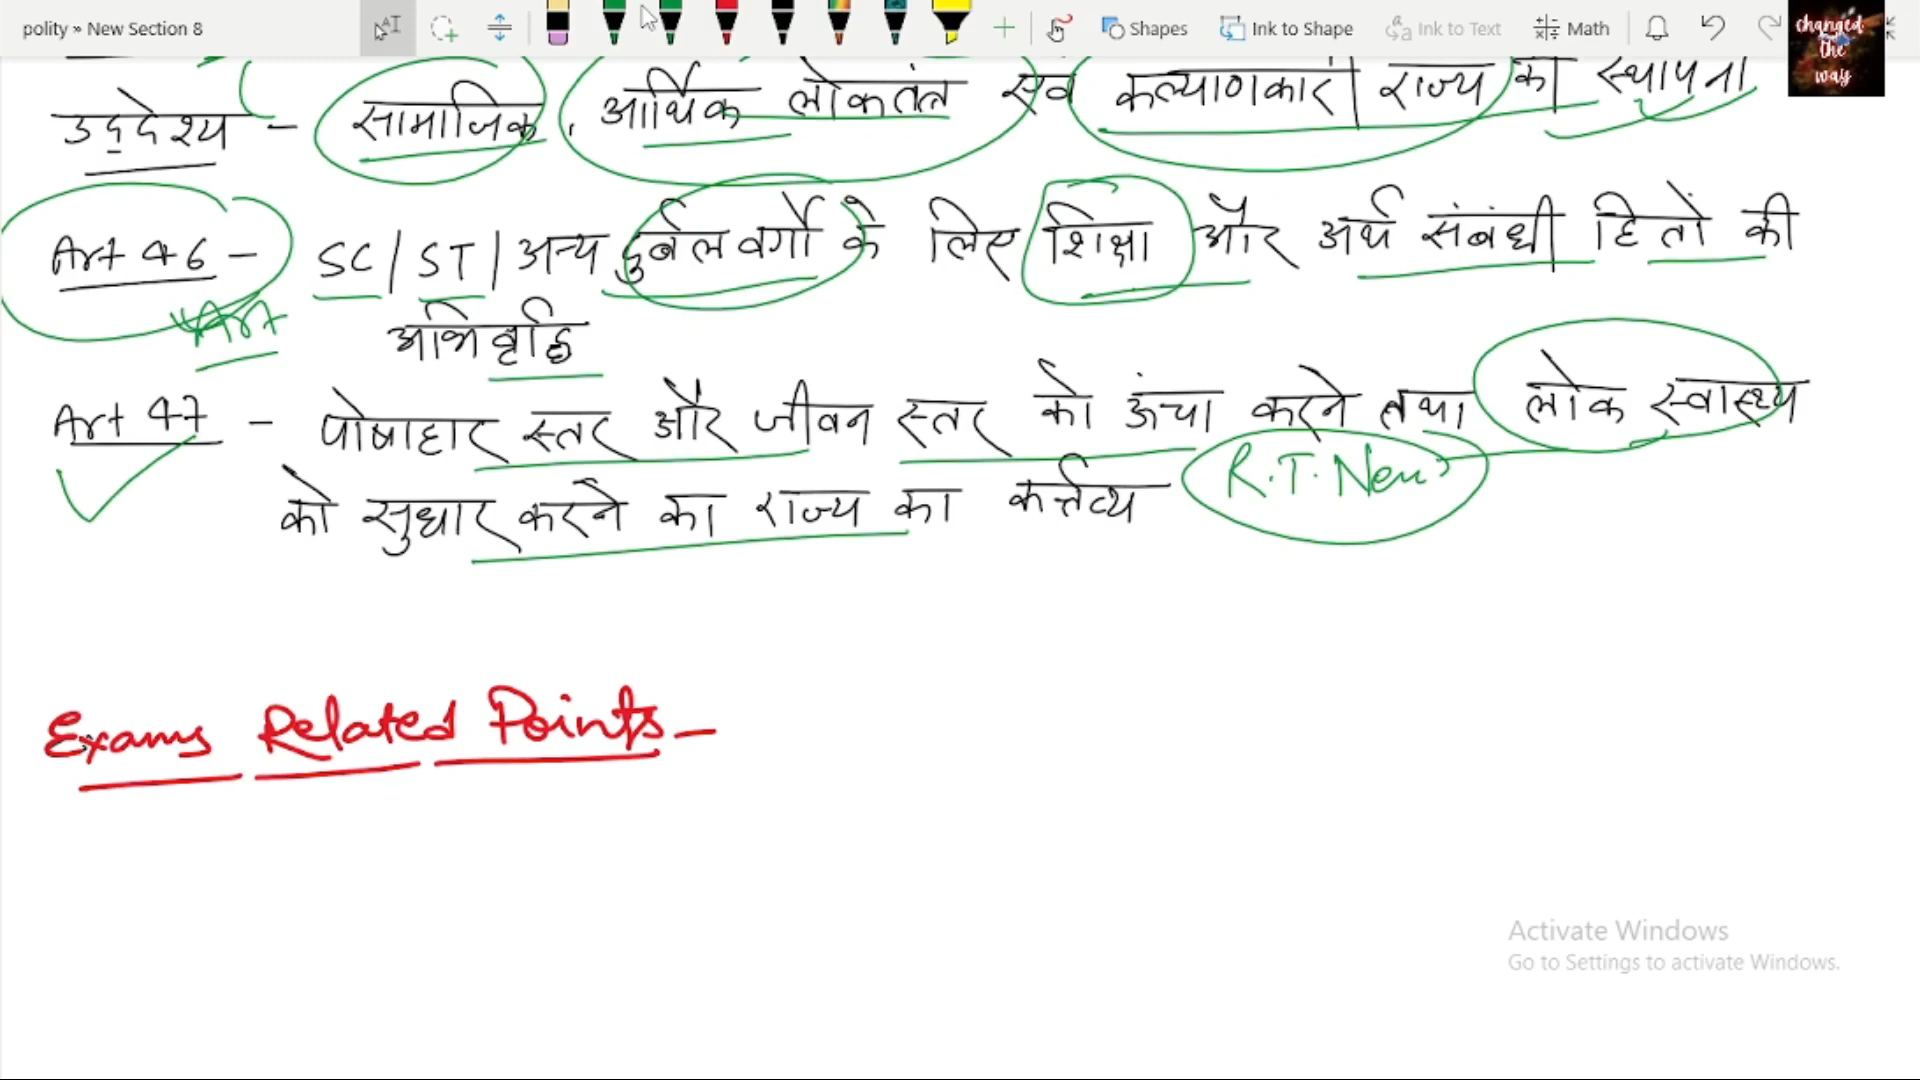 polity » New Section 8
Shapes Ink to Shape Ink to Text Math
changed the way
उद्देश्य - सामाजिक, आर्थिक लोकतंत्र एवं कल्याणकारी राज्य की स्थापना
Art 46 - SC / ST / अन्य दुर्बल वर्गों के लिए शिक्षा और अर्थ संबंधी हितों की
Art
अभिवृद्धि
Art 47 - पोषाहार स्तर और जीवन स्तर को ऊंचा करने तथा लोक स्वास्थ्य
को सुधार करने का राज्य का कर्त्तव्य R.T. New
Exams Related Points -
Activate Windows
Go to Settings to activate Windows.